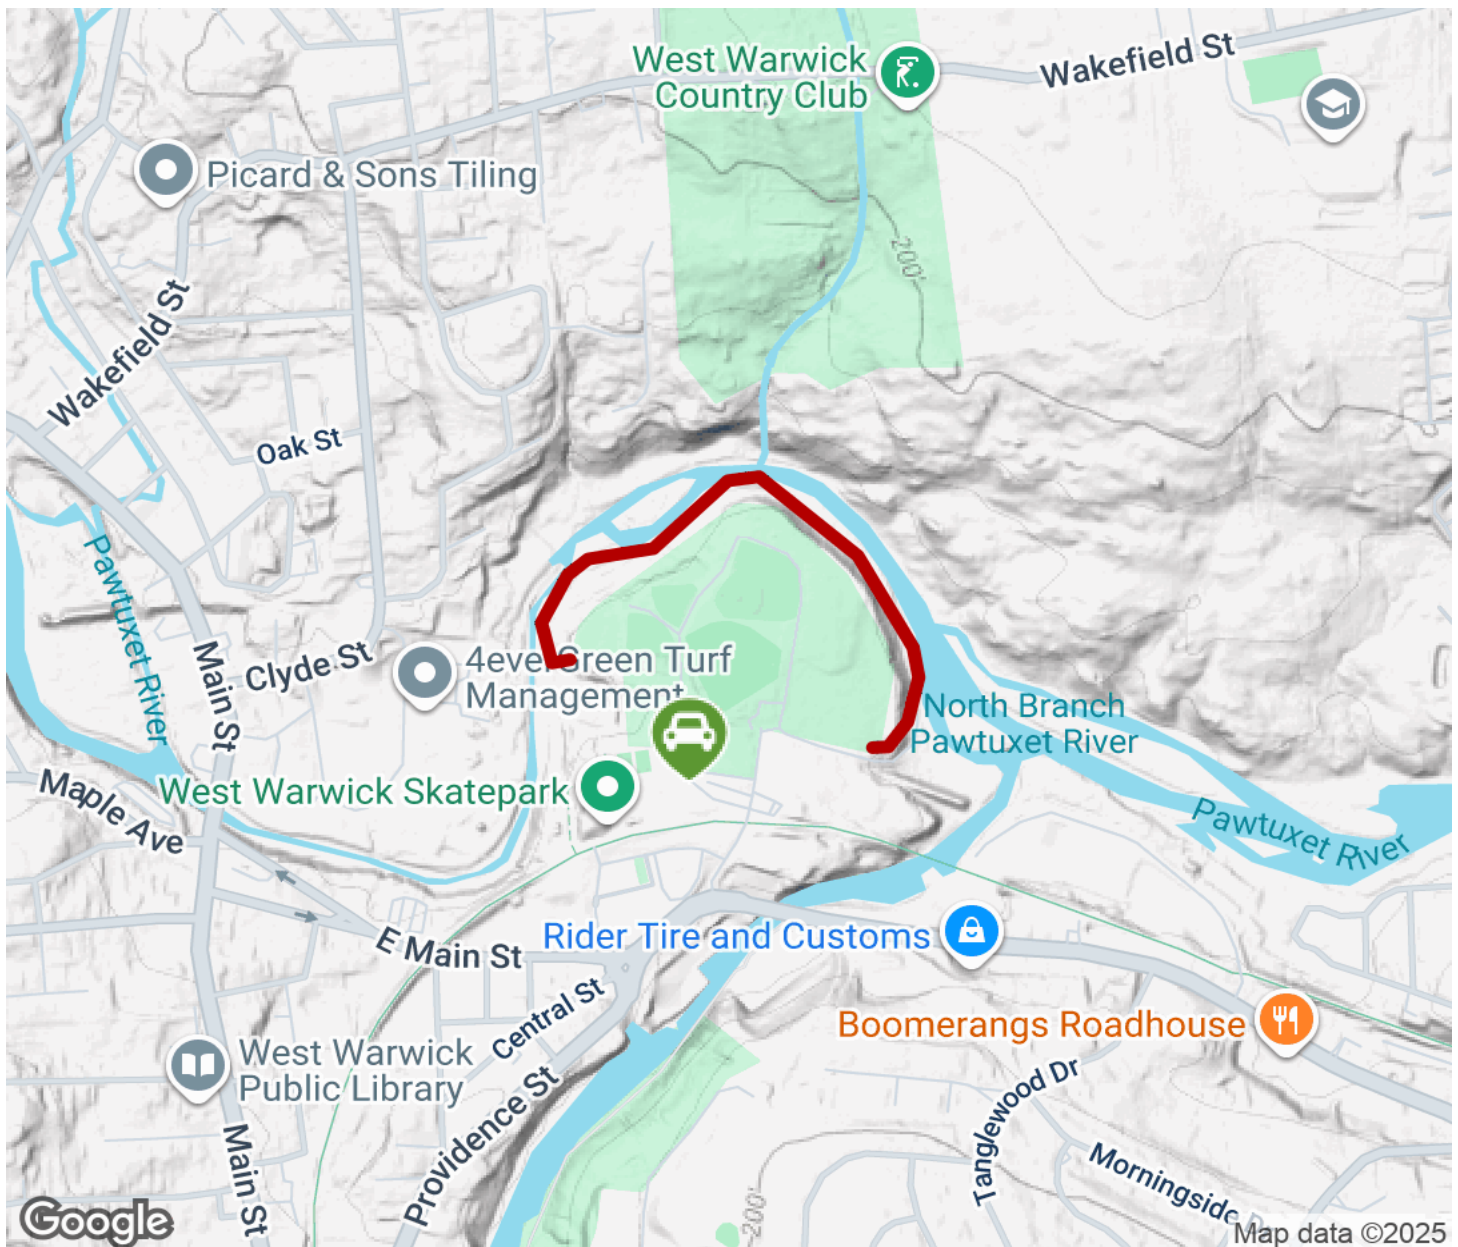 West Warwick
Country Club
Wakefield St
Picard & Sons Tiling
200'
Wakefield St
Oak St
Pawtuxet River
Main St
Clyde St
4everGreen Turf
Management
North Branch
Pawtuxet River
West Warwick Skatepark
Maple Ave
Pawtuxet River
E Main St
Rider Tire and Customs
Central St
Boomerangs Roadhouse
West Warwick
Public Library
Providence St
Tanglewood Dr
Main St
Morningside
200'
Google
Map data ©2025